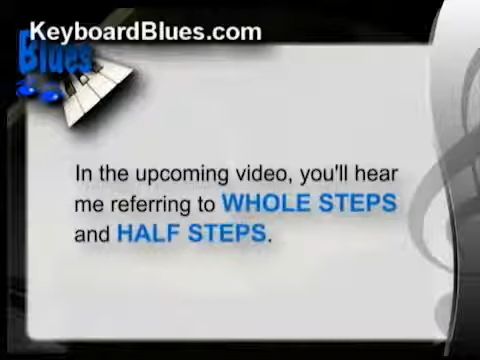 KeyboardBlues.com
Blues
In the upcoming video, you'll hear
me referring to WHOLE STEPS
and HALF STEPS.